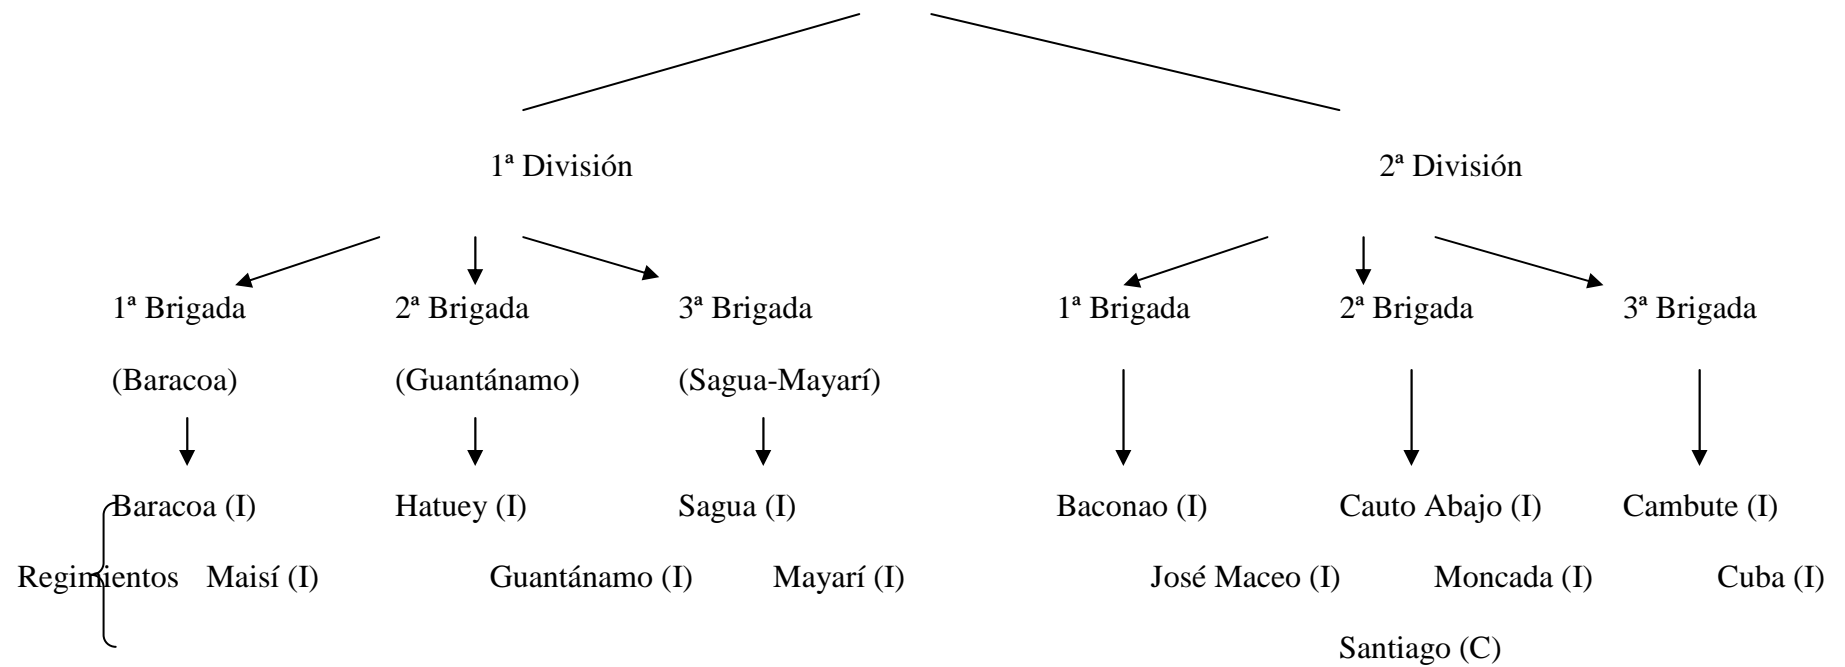 1ª División 2ª División
1ª Brigada 2ª Brigada 3ª Brigada 1ª Brigada 2ª Brigada 3ª Brigada
(Baracoa) (Guantánamo) (Sagua-Mayarí)
Baracoa (I) Hatuey (I) Sagua (I) Baconao (I) Cauto Abajo (I) Cambute (I)
Regimientos Maisí (I) Guantánamo (I) Mayarí (I) José Maceo (I) Moncada (I) Cuba (I)
Santiago (C)